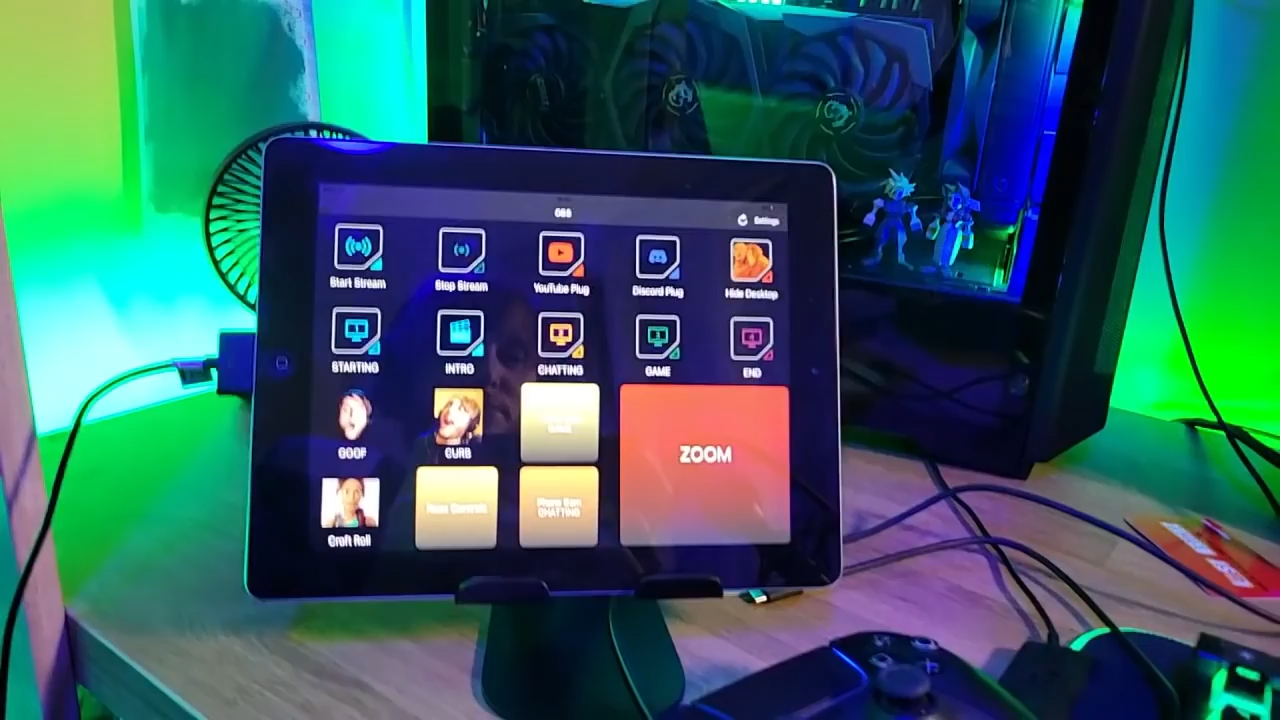 OBS
Settings
Start Stream
Stop Stream
YouTube Plug
Discord Plug
Hide Desktop
STARTING
INTRO
CHATTING
GAME
END
GOOF
CURB
ZOOM
Croft Roll
CHATTING